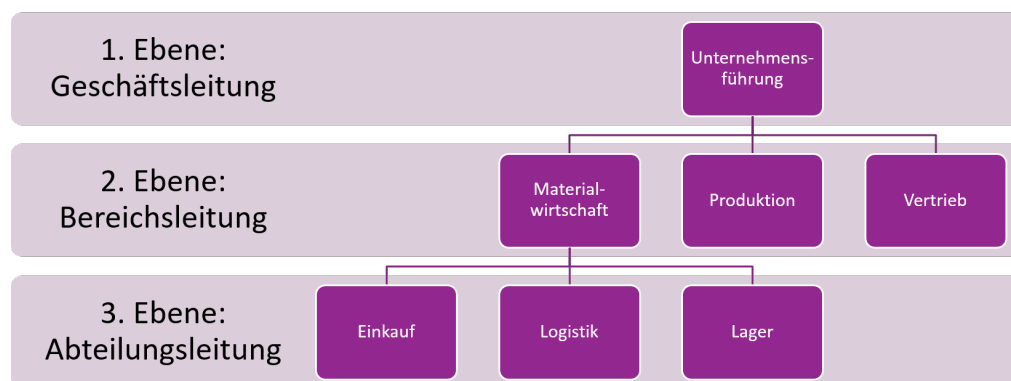 1. Ebene:
Geschäftsleitung
Unternehmens-
führung
2. Ebene:
Bereichsleitung
Material-
wirtschaft
Produktion
Vertrieb
3. Ebene:
Abteilungsleitung
Einkauf
Logistik
Lager